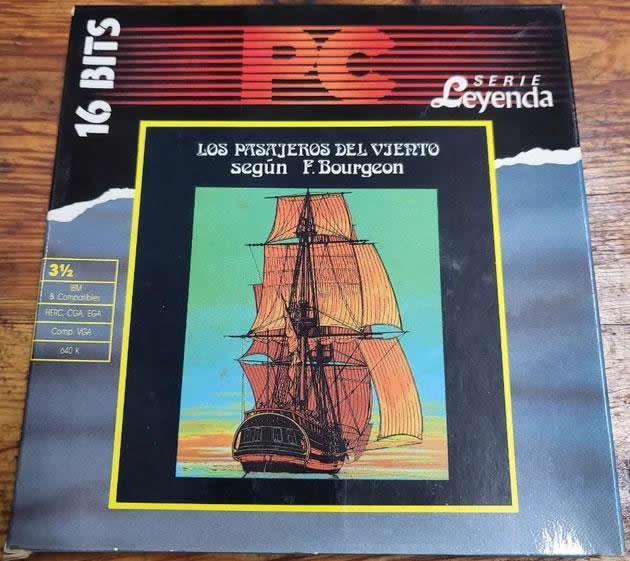 16 BITS
PC
SERIE
Leyenda
LOS PASAJEROS DEL VIENTO
según F. Bourgeon
3½
IBM
& Compatibles
HERC, CGA, EGA
Comp. VGA
640 K